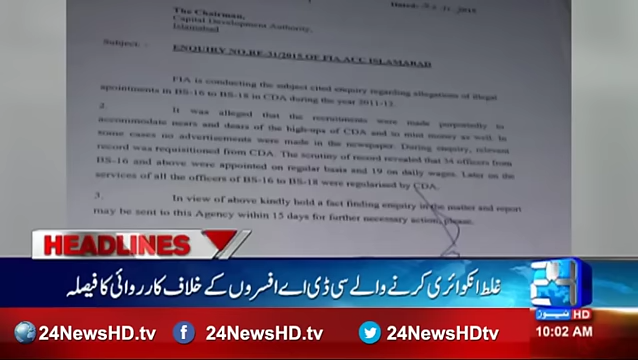 The Chairman,
Capital Development Authority,
Islamabad
Dated: 2015
Subject: - ENQUIRY NO.RE-31/2015 OF FIA,ACC ISLAMABAD
FIA is conducting the subject cited enquiry regarding allegations of illegal
appointments in BS-16 to BS-18 in CDA during the year 2011-12.
2. It was alleged that the recruitments were made purportedly to
accommodate nears and dears of the high-ups of CDA and to mint money as well. In
some cases no advertisements were made in the newspaper. During enquiry, relevant
record was requisitioned from CDA. The scrutiny of record revealed that 54 officers from
BS-16 and above were appointed on regular basis and 19 on daily wages. Later on the
services of all the officers of BS-16 to BS-18 were regularised by CDA.
3. In view of above kindly hold a fact finding enquiry in the matter and report
may be sent to this Agency within 15 days for further necessary action, please.
HEADLINES
غلط انکوائری کرنے والے سی ڈی اے افسروں کے خلاف کارروائی کا فیصلہ
24 نیوز HD
24NewsHD.tv
24NewsHD.tv
24NewsHDtv
10:02 AM